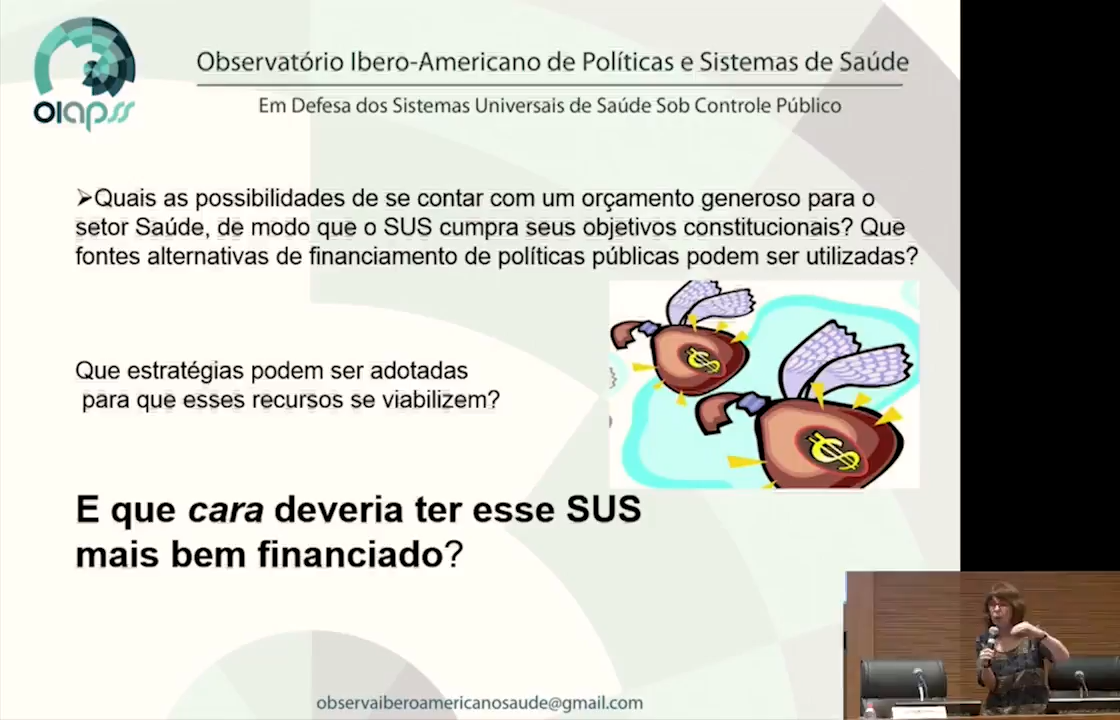 Observatório Ibero-Americano de Políticas e Sistemas de Saúde
Em Defesa dos Sistemas Universais de Saúde Sob Controle Público
oiapss
➢Quais as possibilidades de se contar com um orçamento generoso para o
setor Saúde, de modo que o SUS cumpra seus objetivos constitucionais? Que
fontes alternativas de financiamento de políticas públicas podem ser utilizadas?
Que estratégias podem ser adotadas
para que esses recursos se viabilizem?
$
$
E que cara deveria ter esse SUS
mais bem financiado?
observaiberoamericanosaude@gmail.com